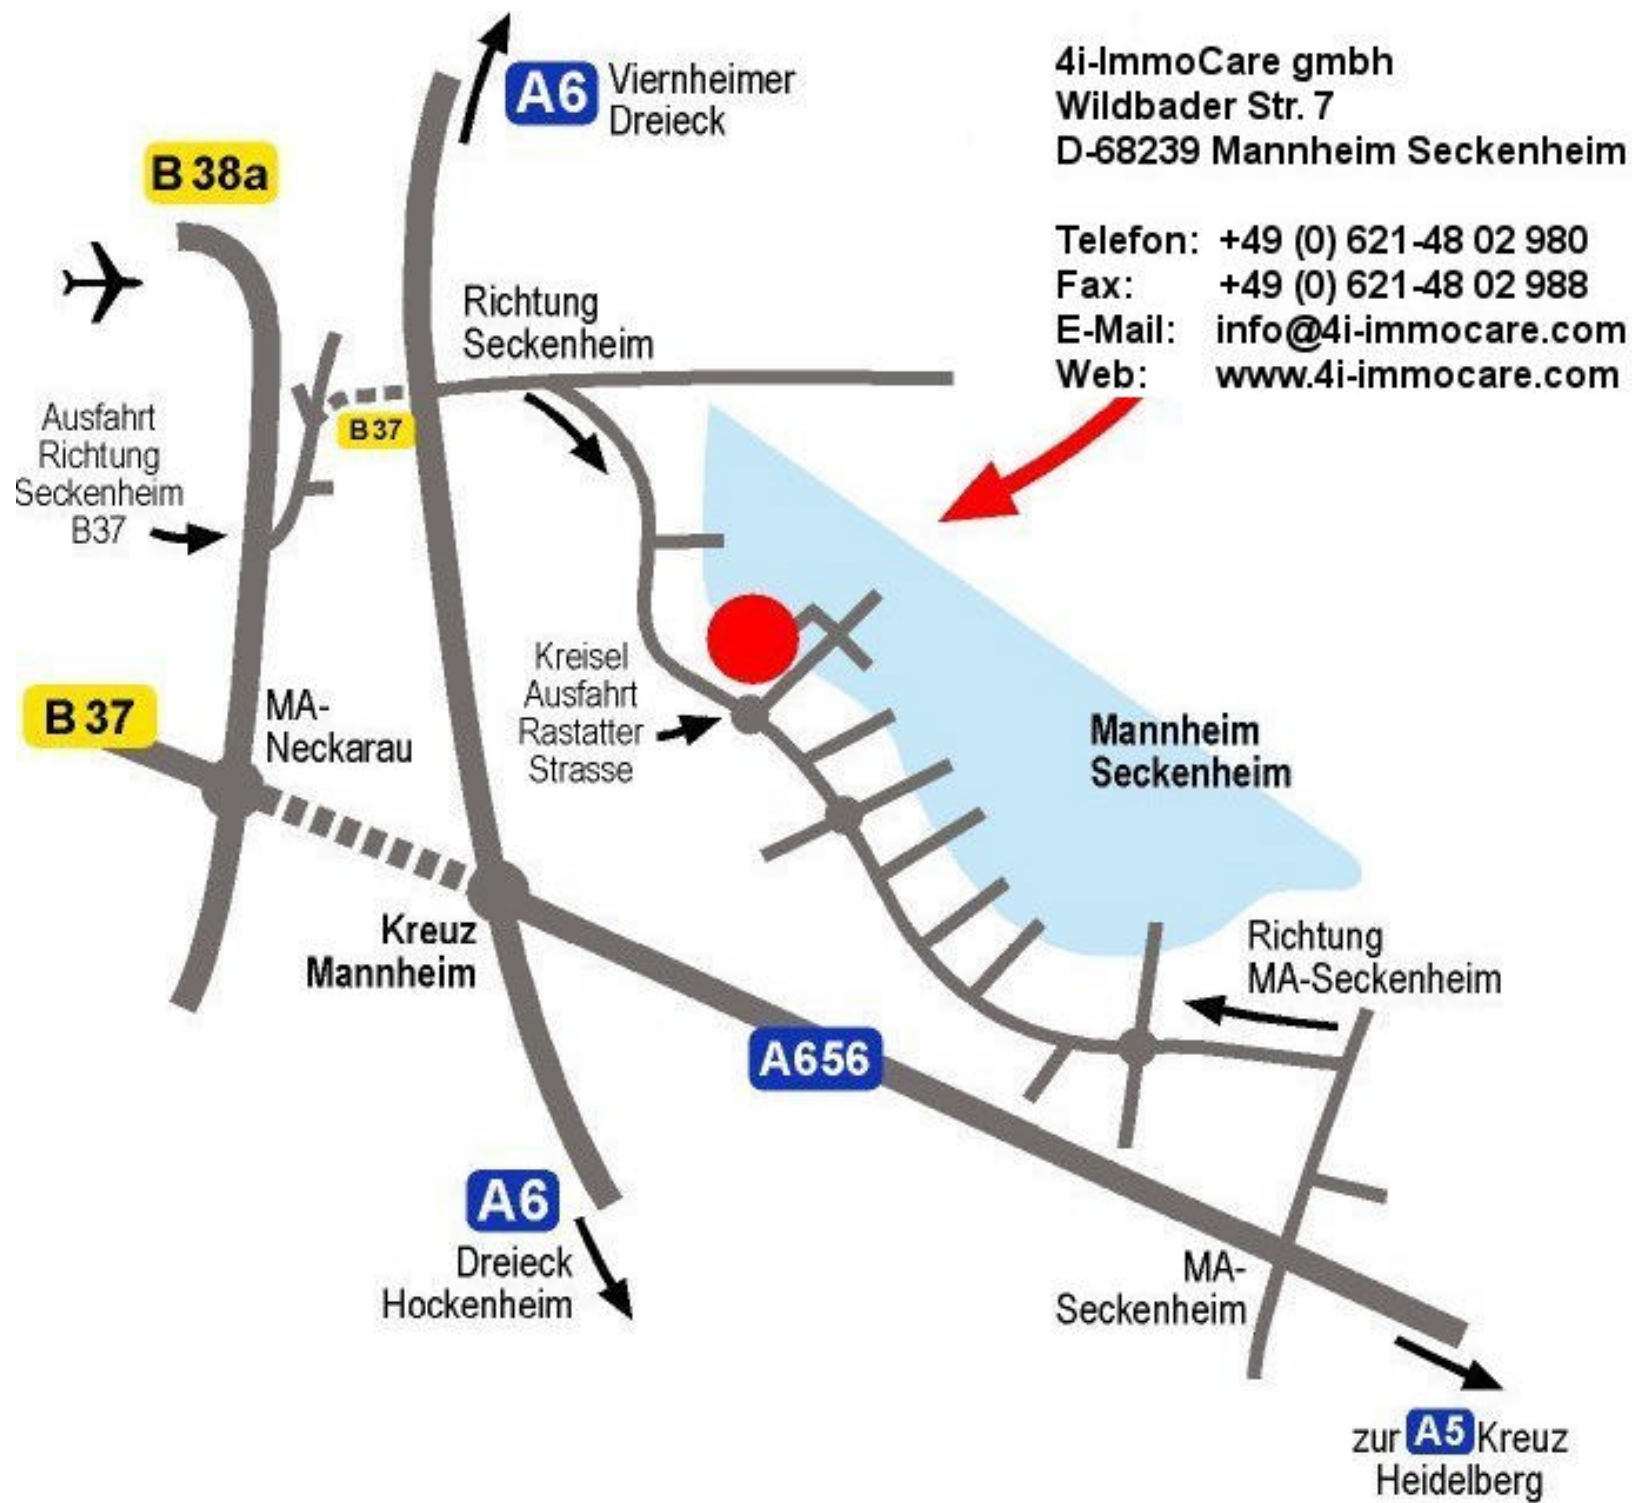 A6 Viernheimer
Dreieck
4i-ImmoCare gmbh
Wildbader Str. 7
D-68239 Mannheim Seckenheim
Telefon: +49 (0) 621-48 02 980
Fax: +49 (0) 621-48 02 988
E-Mail: info@4i-immocare.com
Web: www.4i-immocare.com
B 38a
Richtung
Seckenheim
B 37
Ausfahrt
Richtung
Seckenheim
B37
Kreisel
Ausfahrt
Rastatter
Strasse
B 37
MA-
Neckarau
Mannheim
Seckenheim
Kreuz
Mannheim
Richtung
MA-Seckenheim
A656
A6
Dreieck
Hockenheim
MA-
Seckenheim
zur A5 Kreuz
Heidelberg